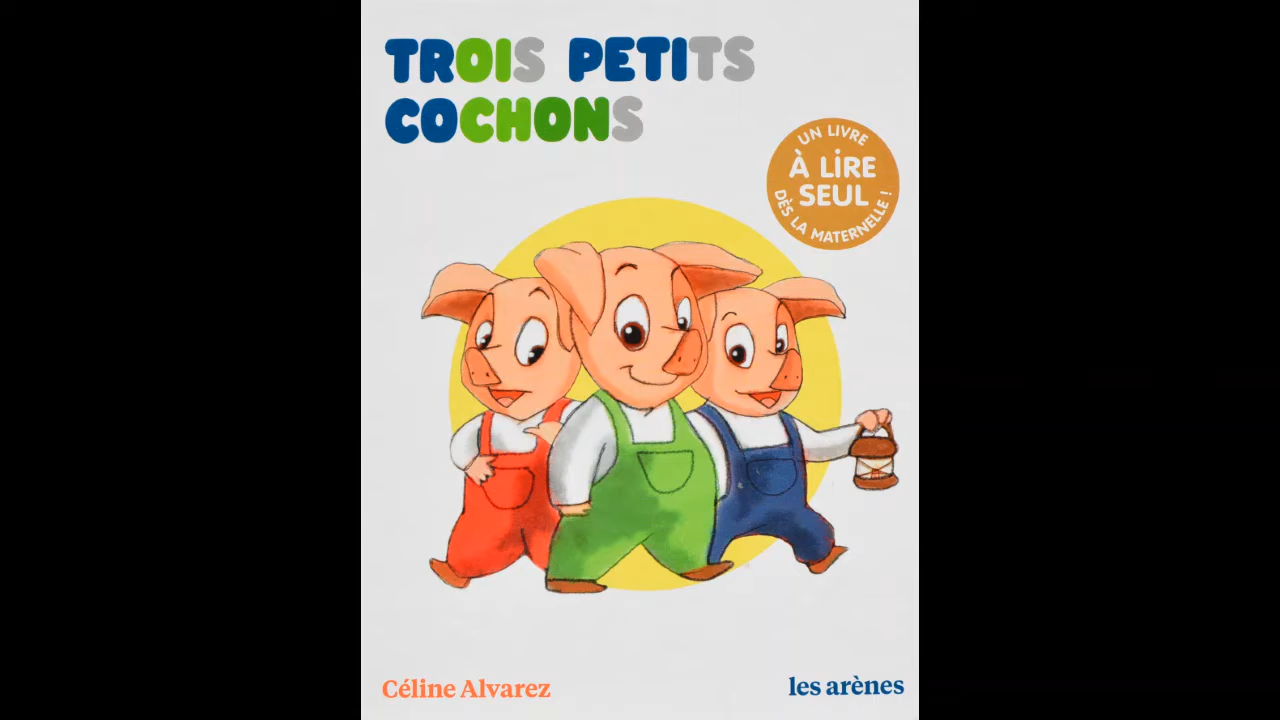 TROIS PETITS
COCHONS
UN LIVRE
À LIRE
SEUL
DÈS LA MATERNELLE !
Céline Alvarez
les arènes